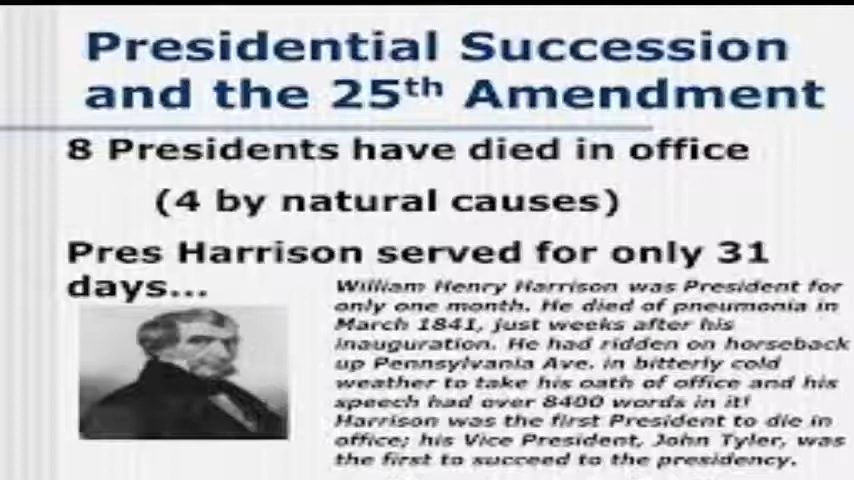 Presidential Succession
and the 25th Amendment
8 Presidents have died in office
(4 by natural causes)
Pres Harrison served for only 31
days...
William Henry Harrison was President for
only one month. He died of pneumonia in
March 1841, just weeks after his
inauguration. He had ridden on horseback
up Pennsylvania Ave. in bitterly cold
weather to take his oath of office and his
speech had over 8400 words in it!
Harrison was the first President to die in
office; his Vice President, John Tyler, was
the first to succeed to the presidency.